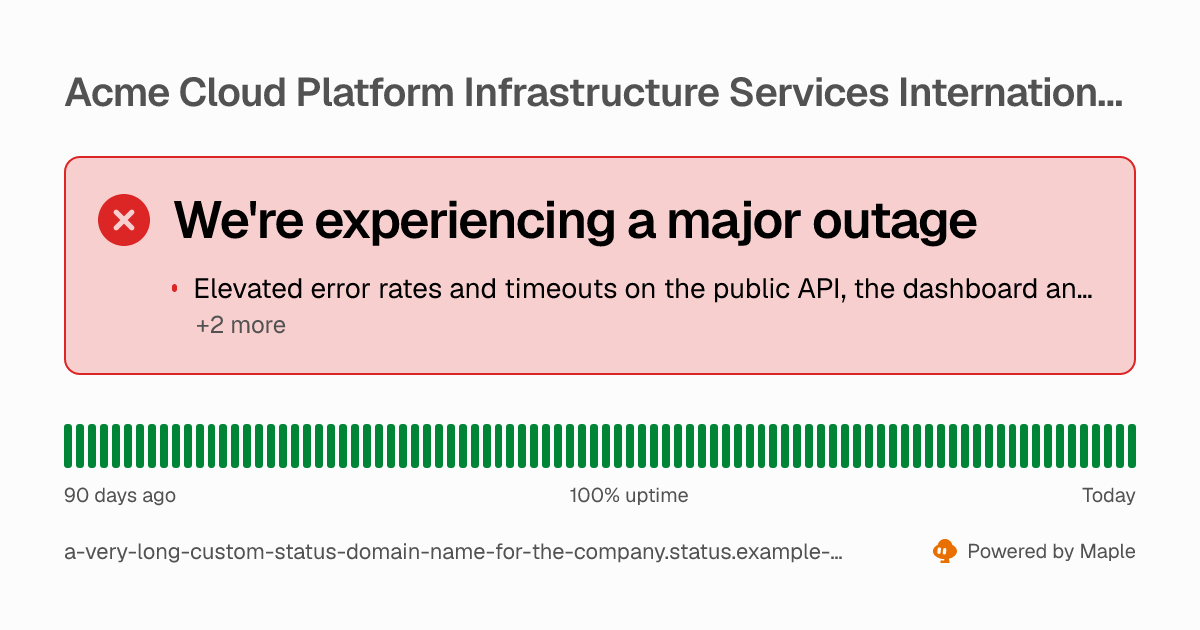 Acme Cloud Platform Infrastructure Services Internation...
We're experiencing a major outage
• Elevated error rates and timeouts on the public API, the dashboard an...
+2 more
90 days ago
100% uptime
Today
a-very-long-custom-status-domain-name-for-the-company.status.example-...
Powered by Maple